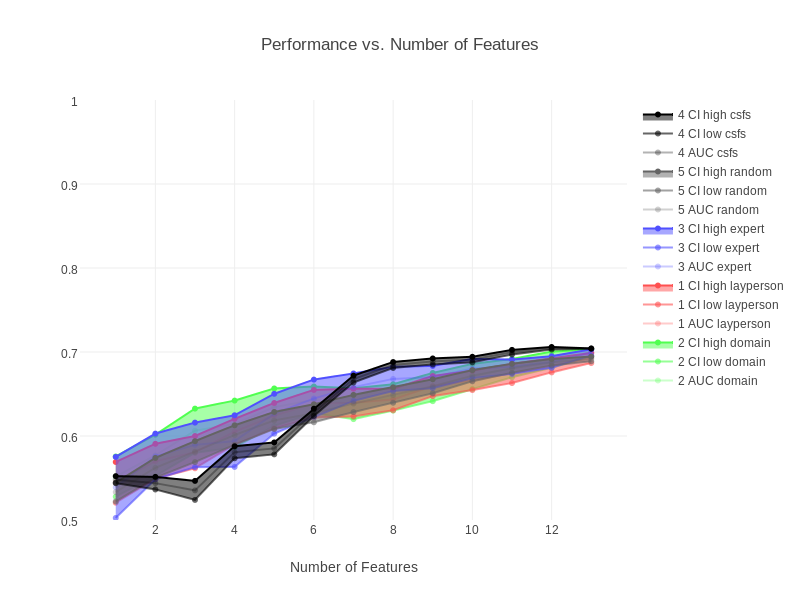 Performance vs. Number of Features
1
0.9
0.8
0.7
0.6
0.5
2
4
6
8
10
12
Number of Features
4 CI high csfs
4 CI low csfs
4 AUC csfs
5 CI high random
5 CI low random
5 AUC random
3 CI high expert
3 CI low expert
3 AUC expert
1 CI high layperson
1 CI low layperson
1 AUC layperson
2 CI high domain
2 CI low domain
2 AUC domain